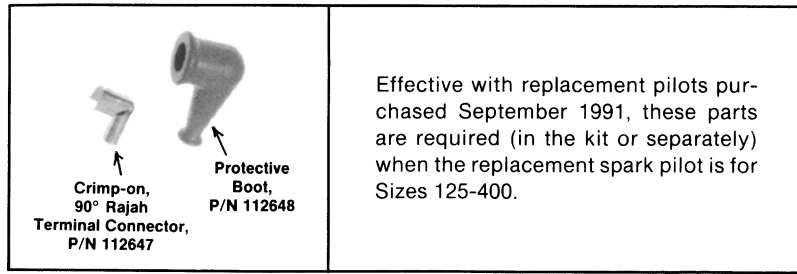 Protective
Boot,
P/N 112648
Crimp-on,
90° Rajah
Terminal Connector,
P/N 112647
Effective with replacement pilots pur-
chased September 1991, these parts
are required (in the kit or separately)
when the replacement spark pilot is for
Sizes 125-400.